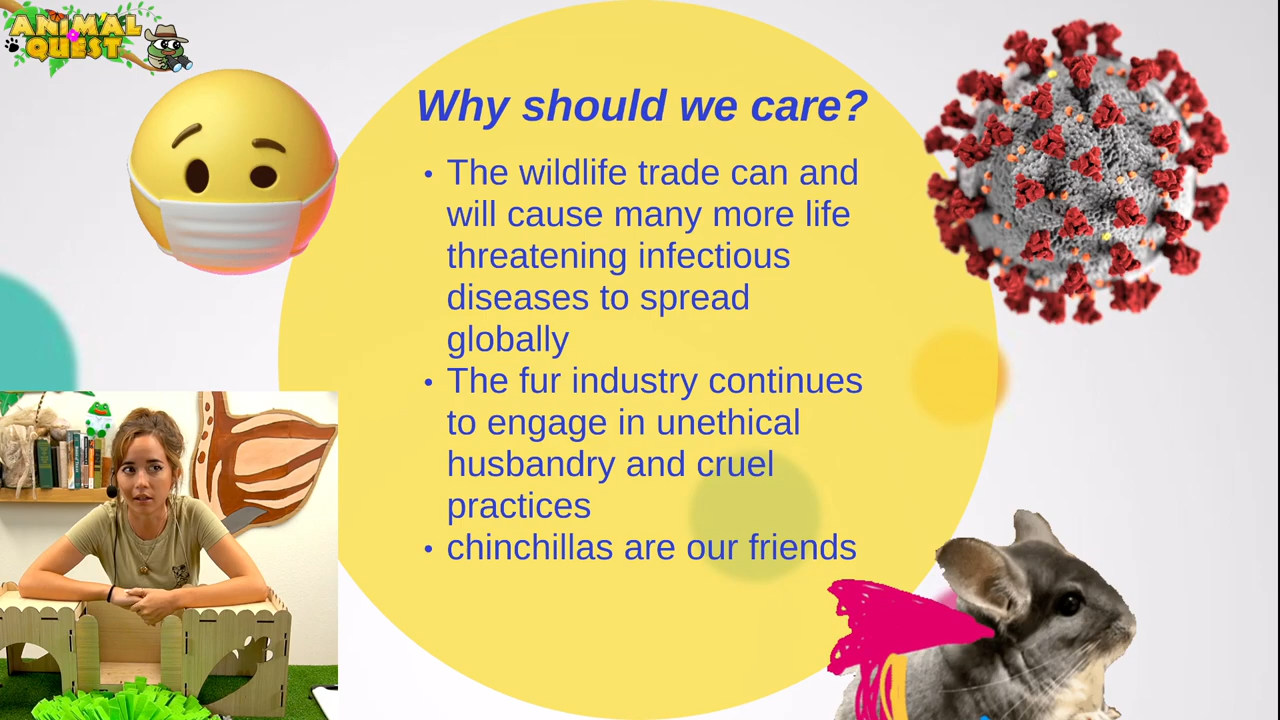 ANIMAL
QUEST
Why should we care?
• The wildlife trade can and
will cause many more life
threatening infectious
diseases to spread
globally
• The fur industry continues
to engage in unethical
husbandry and cruel
practices
• chinchillas are our friends